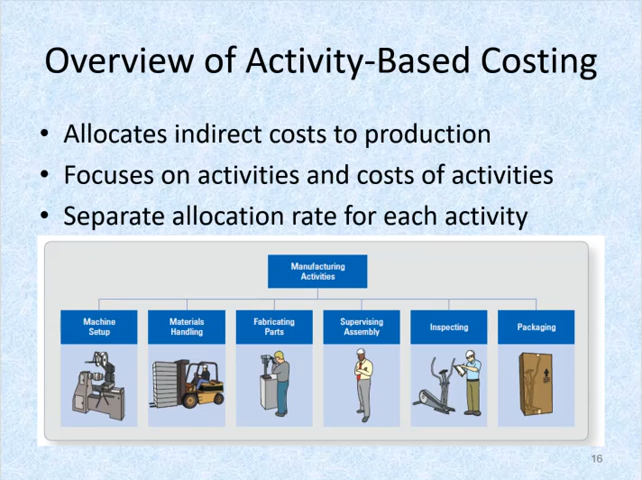 Overview of Activity-Based Costing
• Allocates indirect costs to production
• Focuses on activities and costs of activities
• Separate allocation rate for each activity
Manufacturing
Activities
Machine
Setup
Materials
Handling
Fabricating
Parts
Supervising
Assembly
Inspecting
Packaging
16